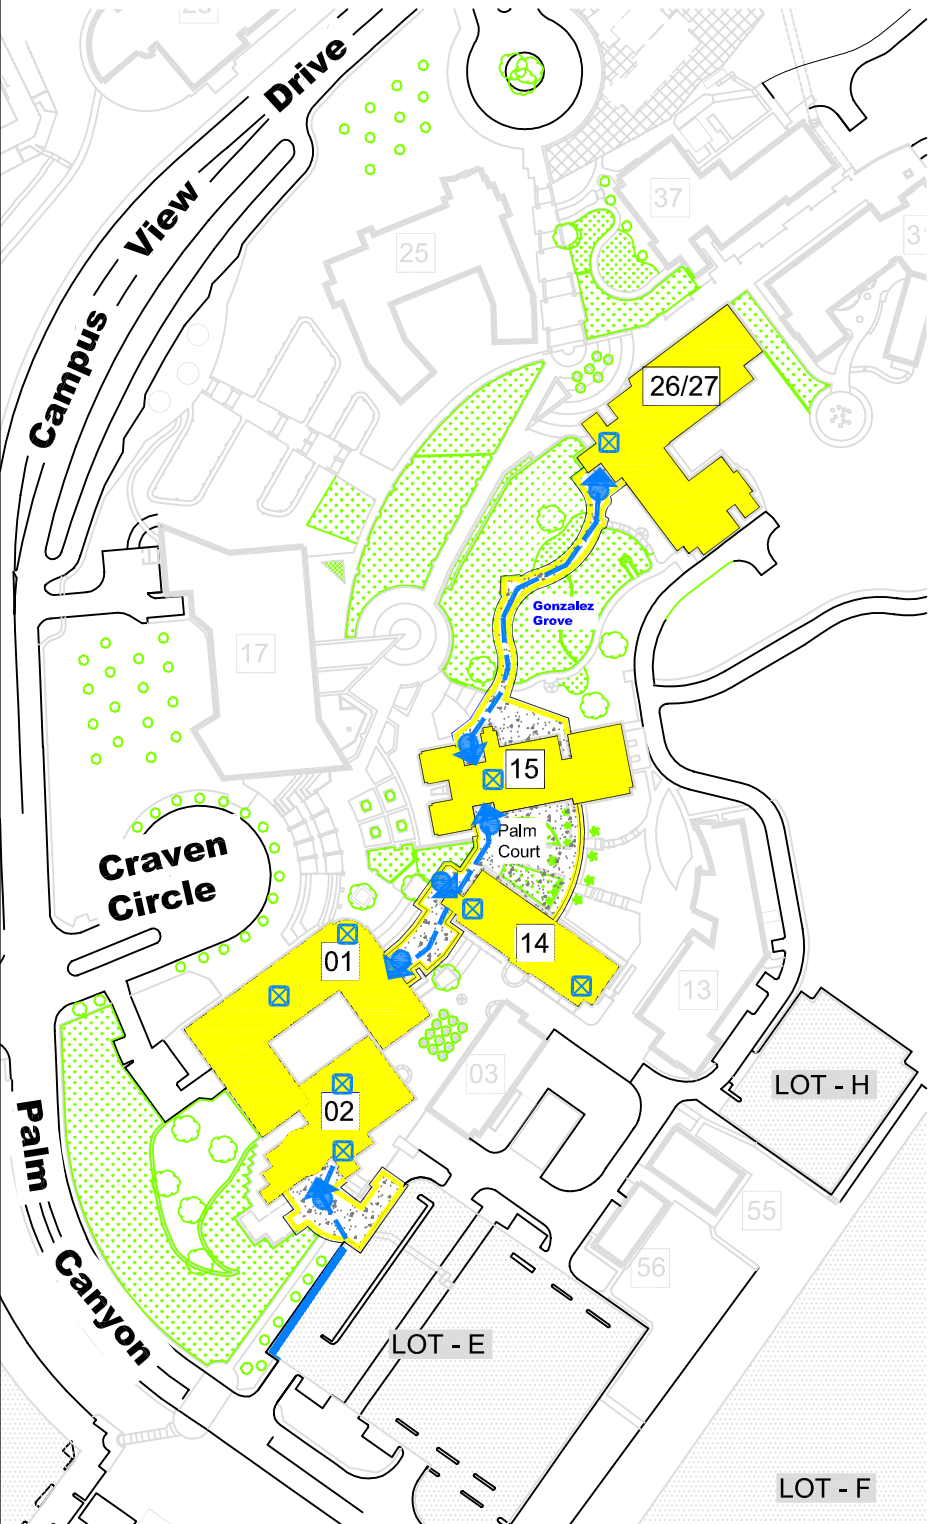 Drive
View
Campus
37
25
26/27
Gonzalez
Grove
17
15
Palm
Court
Craven
Circle
14
01
13
03
LOT - H
02
Palm
55
56
Canyon
LOT - E
LOT - F